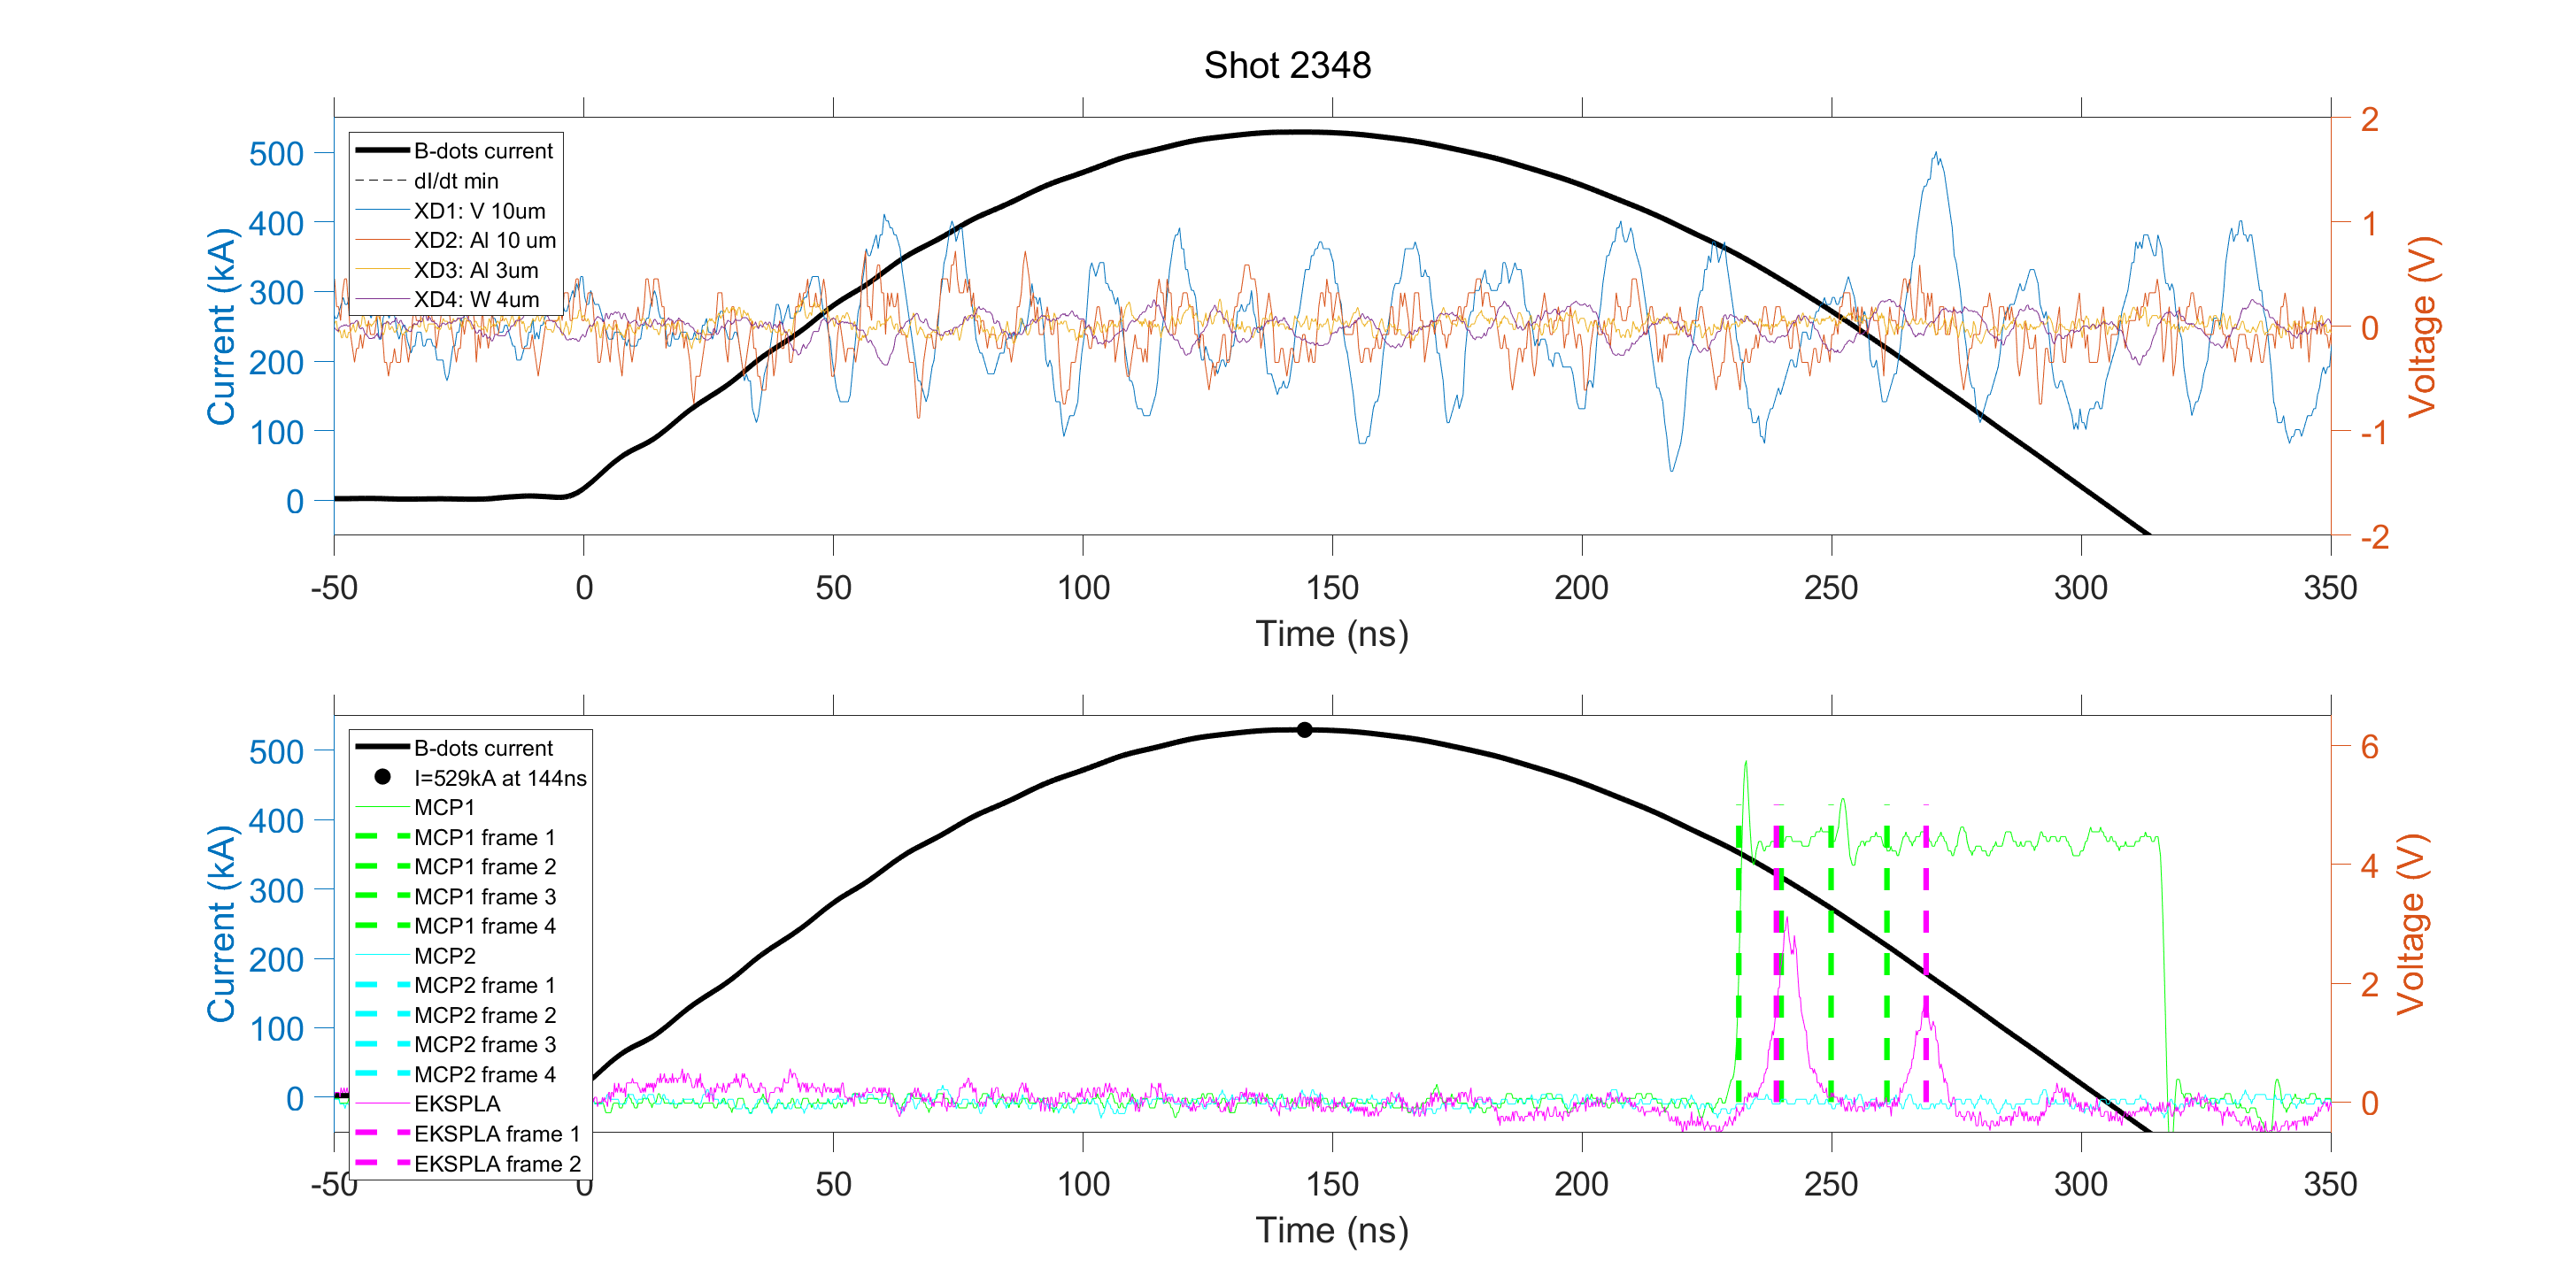 Shot 2348
B-dots current
dI/dt min
XD1: V 10um
XD2: Al 10 um
XD3: Al 3um
XD4: W 4um
Current (kA)
500
400
300
200
100
0
2
1
0
-1
-2
Voltage (V)
-50 0 50 100 150 200 250 300 350
Time (ns)
B-dots current
I=529kA at 144ns
MCP1
MCP1 frame 1
MCP1 frame 2
MCP1 frame 3
MCP1 frame 4
MCP2
MCP2 frame 1
MCP2 frame 2
MCP2 frame 3
MCP2 frame 4
EKSPLA
EKSPLA frame 1
EKSPLA frame 2
Current (kA)
500
400
300
200
100
0
6
4
2
0
Voltage (V)
-50 0 50 100 150 200 250 300 350
Time (ns)